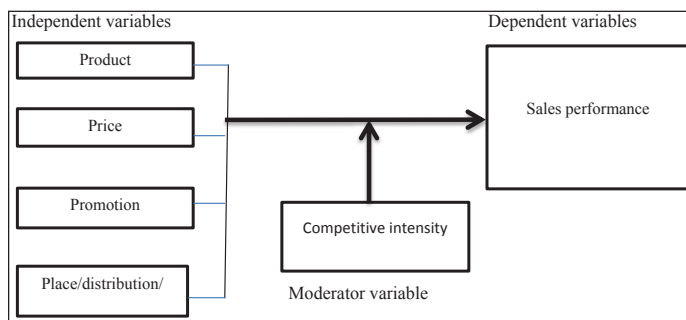 Independent variables
Dependent variables
Product
Price
Promotion
Place/distribution/
Sales performance
Competitive intensity
Moderator variable